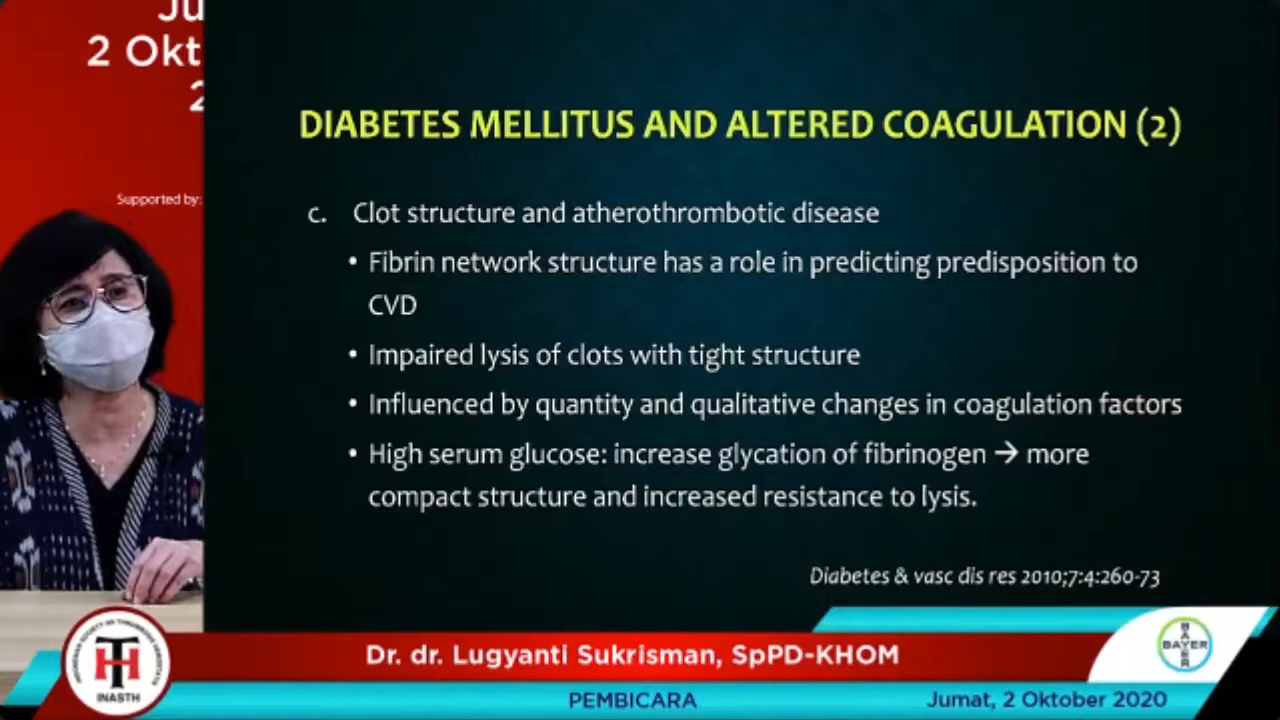 Ju
2 Okt
2
Supported by:
DIABETES MELLITUS AND ALTERED COAGULATION (2)
c. Clot structure and atherothrombotic disease
• Fibrin network structure has a role in predicting predisposition to
CVD
• Impaired lysis of clots with tight structure
• Influenced by quantity and qualitative changes in coagulation factors
• High serum glucose: increase glycation of fibrinogen → more
compact structure and increased resistance to lysis.
Diabetes & vasc dis res 2010;7:4:260-73
INASTH
Dr. dr. Lugyanti Sukrisman, SpPD-KHOM
BAYER
PEMBICARA
Jumat, 2 Oktober 2020